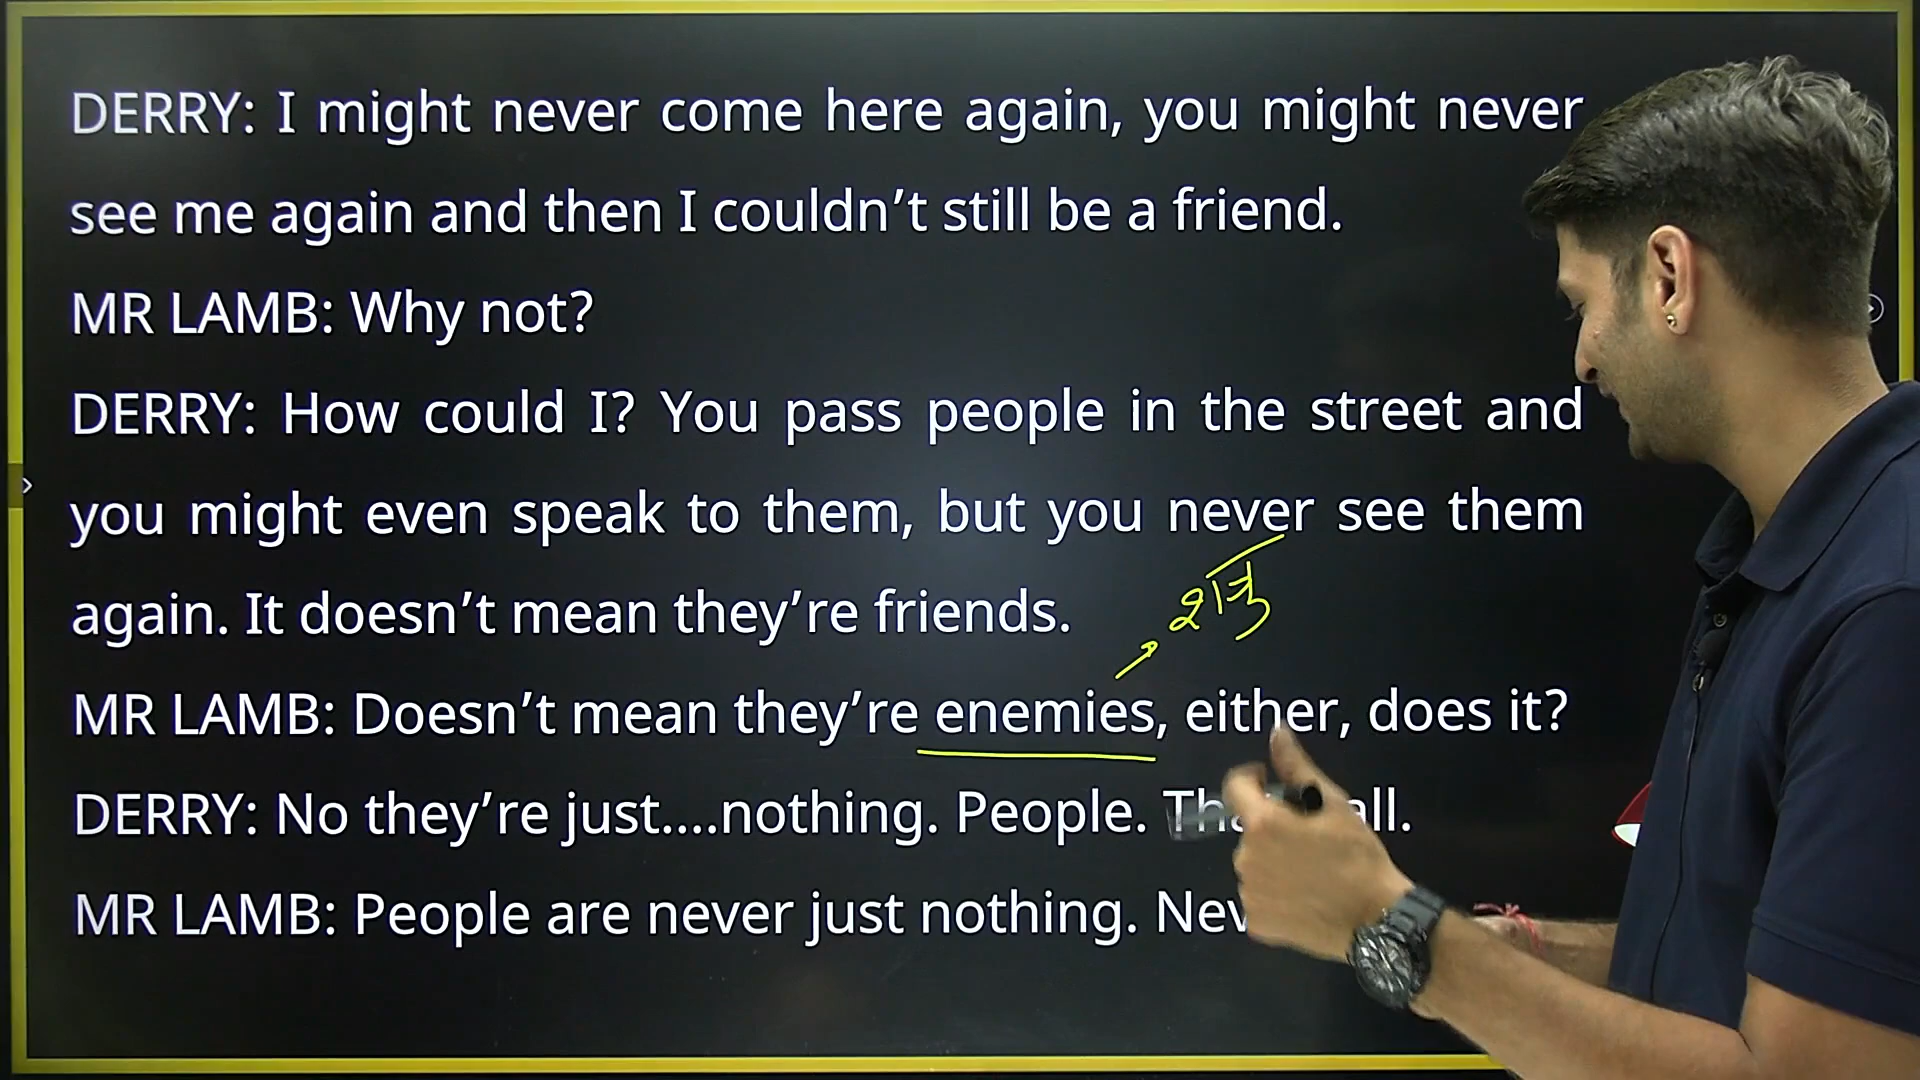 DERRY: I might never come here again, you might never
see me again and then I couldn’t still be a friend.
MR LAMB: Why not?
DERRY: How could I? You pass people in the street and
you might even speak to them, but you never see them
again. It doesn’t mean they’re friends.
शत्रु
MR LAMB: Doesn’t mean they’re enemies, either, does it?
DERRY: No they’re just....nothing. People. all.
MR LAMB: People are never just nothing.